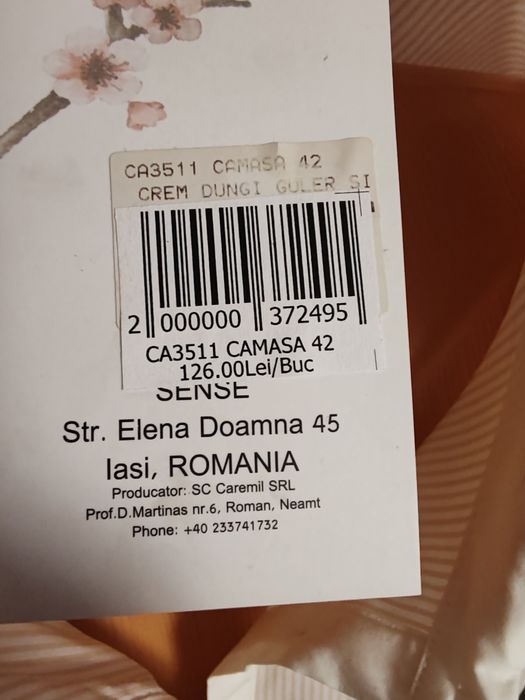 CA3511 CAMASA 42
CREM DUNGI GULER SI
2 000000 372495
CA3511 CAMASA 42
126.00Lei/Buc
SENSE
Str. Elena Doamna 45
Iasi, ROMANIA
Producator: SC Caremil SRL
Prof.D.Martinas nr.6, Roman, Neamt
Phone: +40 233741732